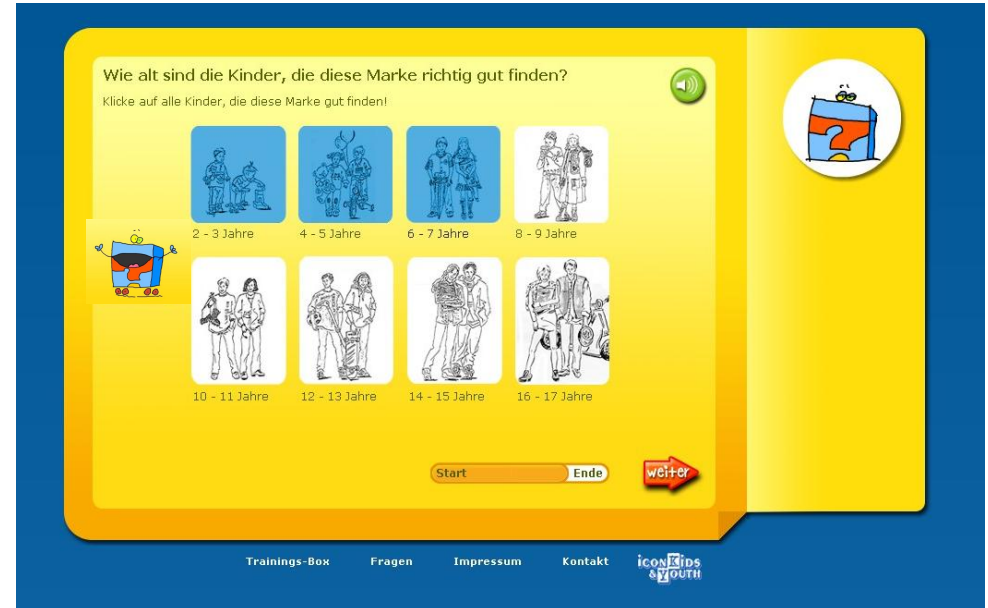 Wie alt sind die Kinder, die diese Marke richtig gut finden?
Klicke auf alle Kinder, die diese Marke gut finden!
?
2 - 3 Jahre
4 - 5 Jahre
6 - 7 Jahre
8 - 9 Jahre
?
10 - 11 Jahre
12 - 13 Jahre
14 - 15 Jahre
16 - 17 Jahre
Start
Ende
weiter
Trainings-Box
Fragen
Impressum
Kontakt
iconKids
&YOUTH